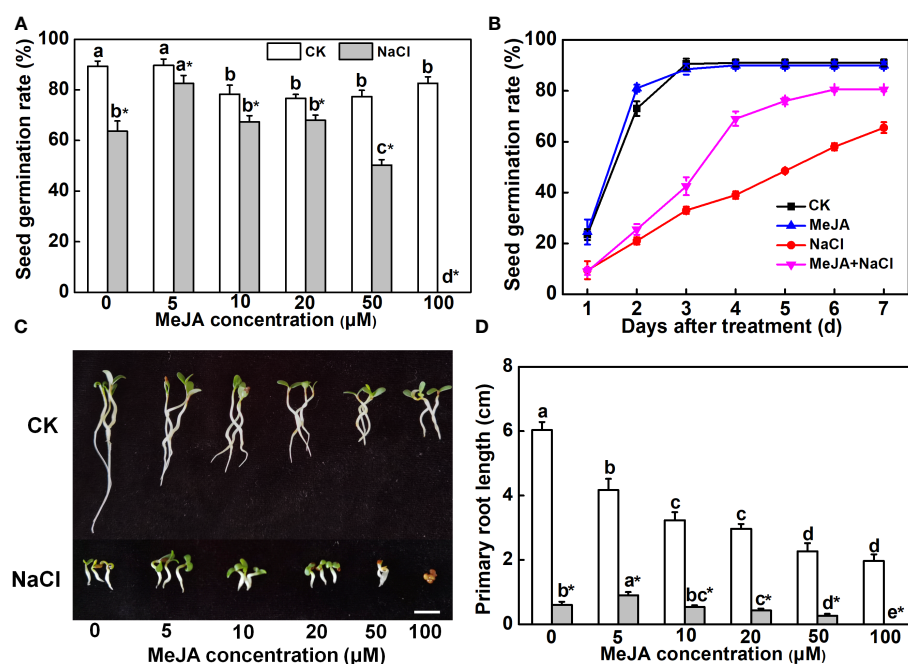 A
Seed germination rate (%)
100
80
60
40
20
0
CK NaCl
a a
b* a*
b b b b
b* b*
c*
d*
0 5 10 20 50 100
MeJA concentration (μM)
B
Seed germination rate (%)
100
80
60
40
20
0
CK
MeJA
NaCl
MeJA+NaCl
1 2 3 4 5 6 7
Days after treatment (d)
C
CK
NaCl
0 5 10 20 50 100
MeJA concentration (μM)
D
Primary root length (cm)
6
4
2
0
a
b
c c
d d
b* a* bc* c* d* e*
0 5 10 20 50 100
MeJA concentration (μM)